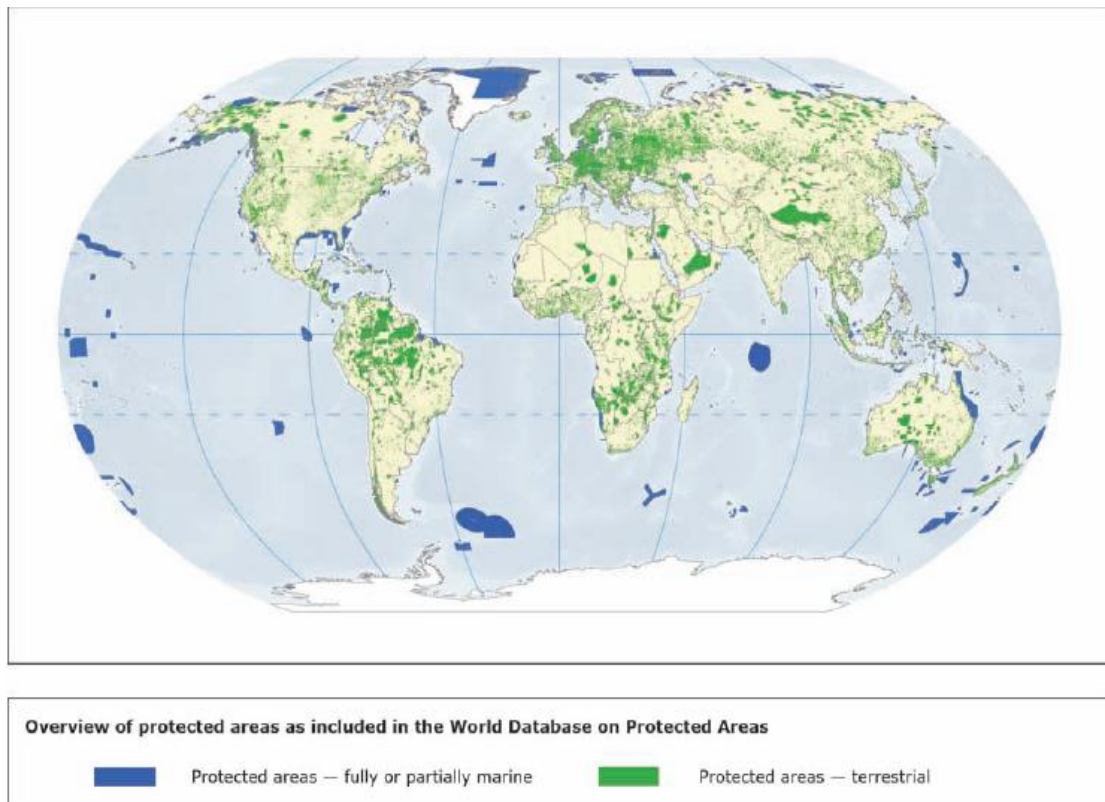 Overview of protected areas as included in the World Database on Protected Areas
Protected areas — fully or partially marine
Protected areas — terrestrial